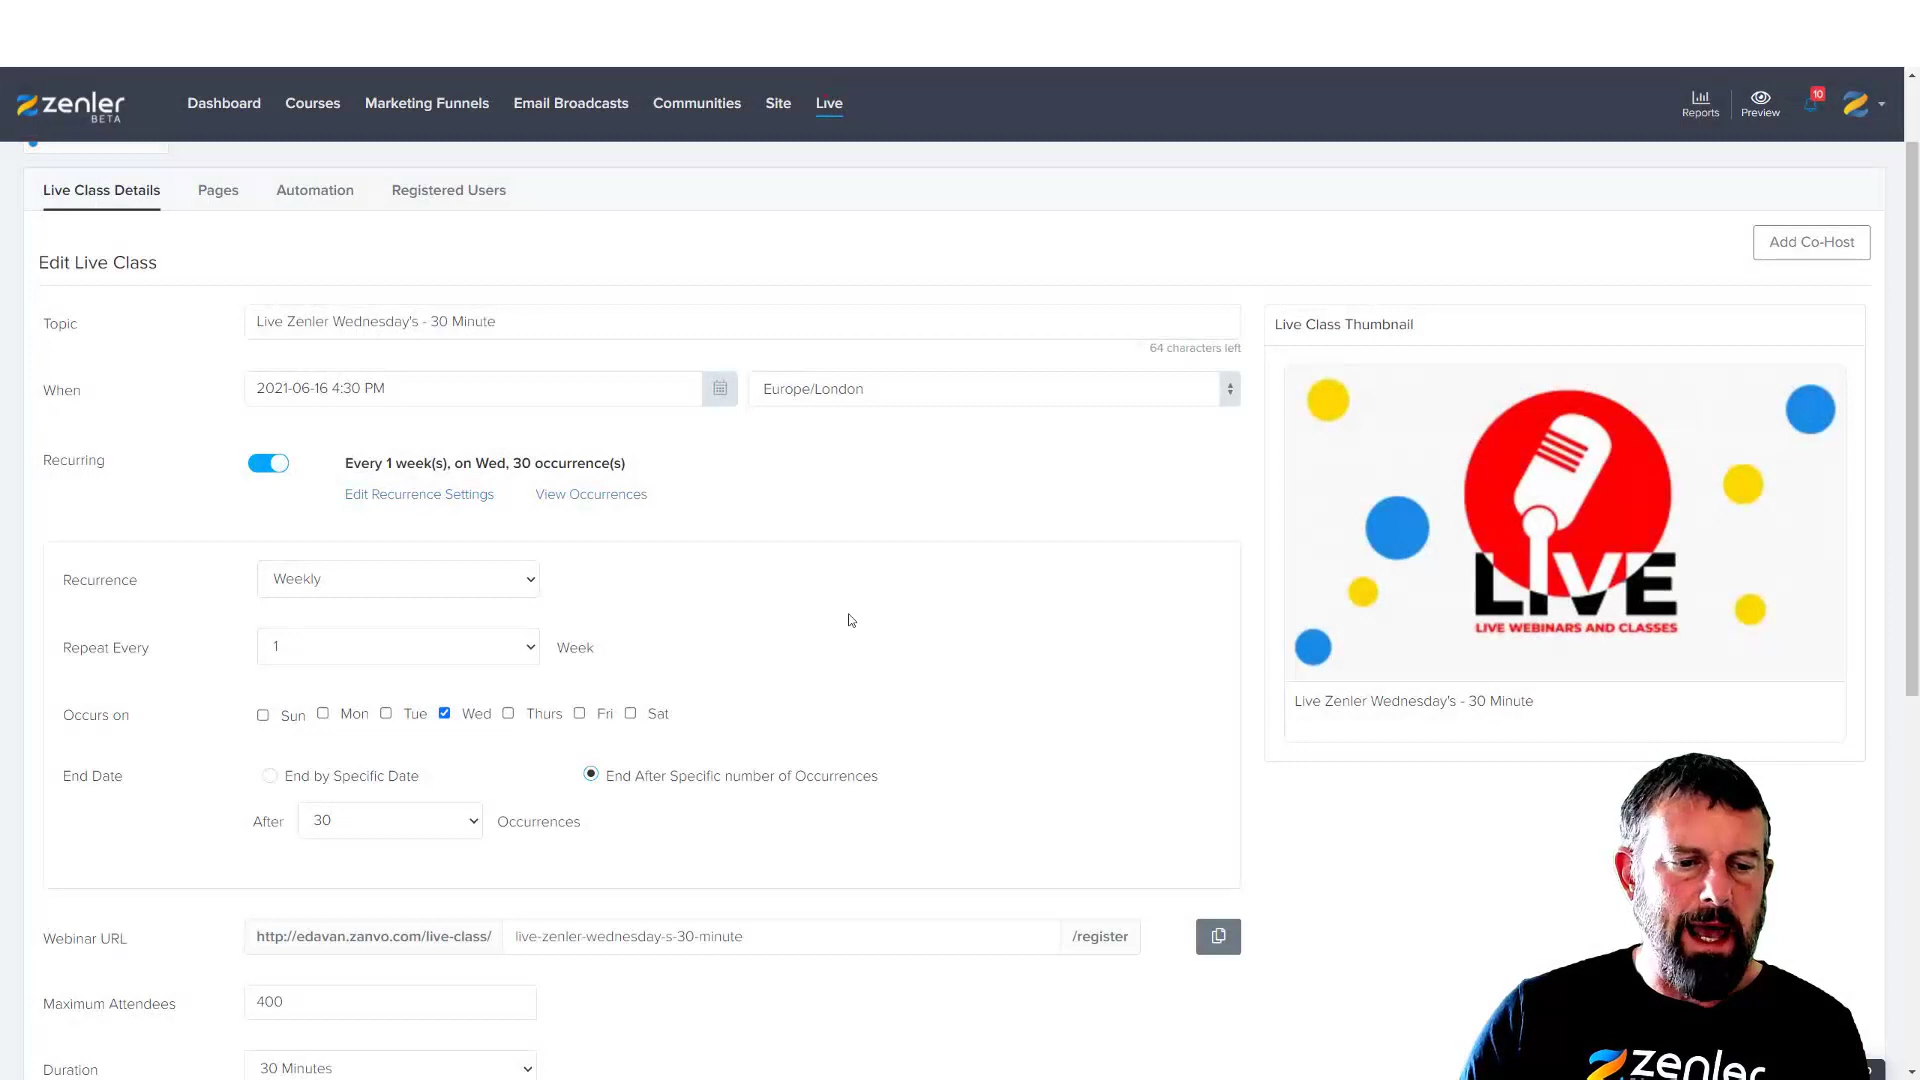 zenler
BETA
Dashboard
Courses
Marketing Funnels
Email Broadcasts
Communities
Site
Live
Reports
Preview
10
Live Class Details
Pages
Automation
Registered Users
Add Co-Host
Edit Live Class
Topic
Live Zenler Wednesday's - 30 Minute
64 characters left
When
2021-06-16 4:30 PM
Europe/London
Recurring
Every 1 week(s), on Wed, 30 occurrence(s)
Edit Recurrence Settings
View Occurrences
Recurrence
Weekly
Repeat Every
1
Week
Occurs on
Sun
Mon
Tue
Wed
Thurs
Fri
Sat
End Date
End by Specific Date
End After Specific number of Occurrences
After
30
Occurrences
Webinar URL
http://edavan.zanvo.com/live-class/
live-zenler-wednesday-s-30-minute
/register
Maximum Attendees
400
Duration
30 Minutes
Live Class Thumbnail
LIVE
LIVE WEBINARS AND CLASSES
Live Zenler Wednesday's - 30 Minute
zenler